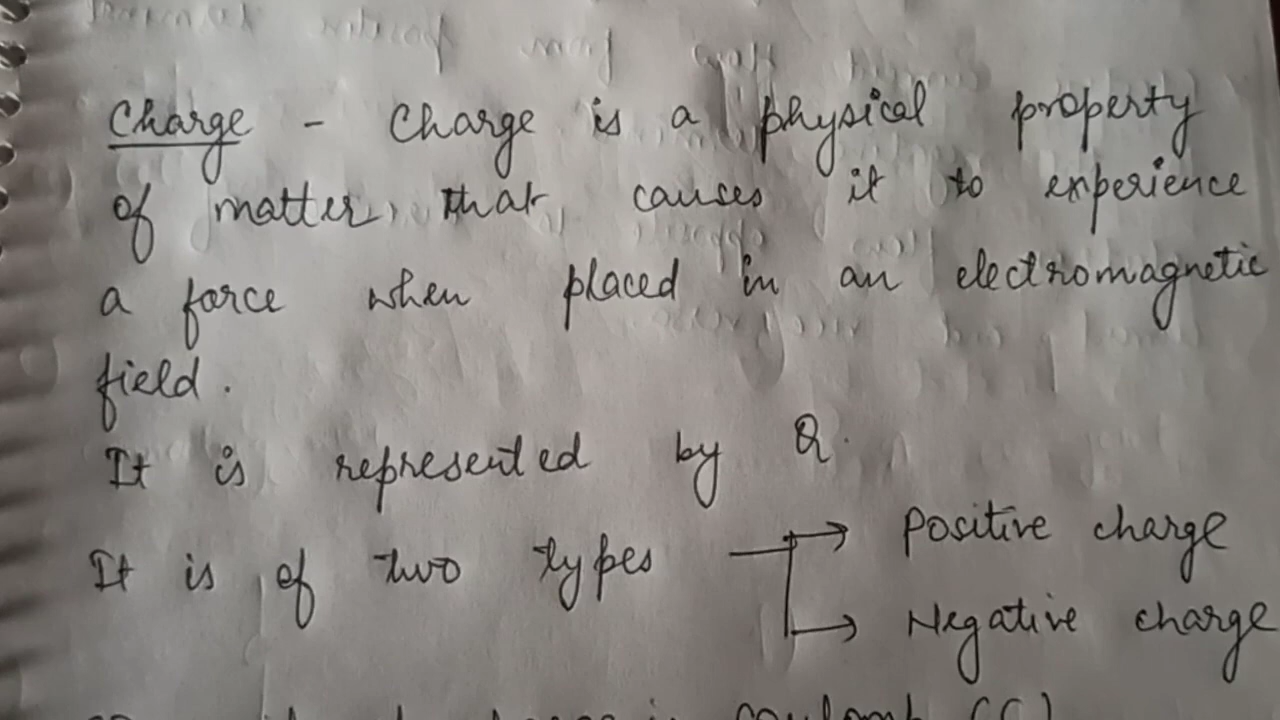 Charge - Charge is a physical property
of matter, that causes it to experience
a force when placed in an electromagnetic
field.
It is represented by Q.
It is of two types → Positive charge
→ Negative charge
coulomb (C)